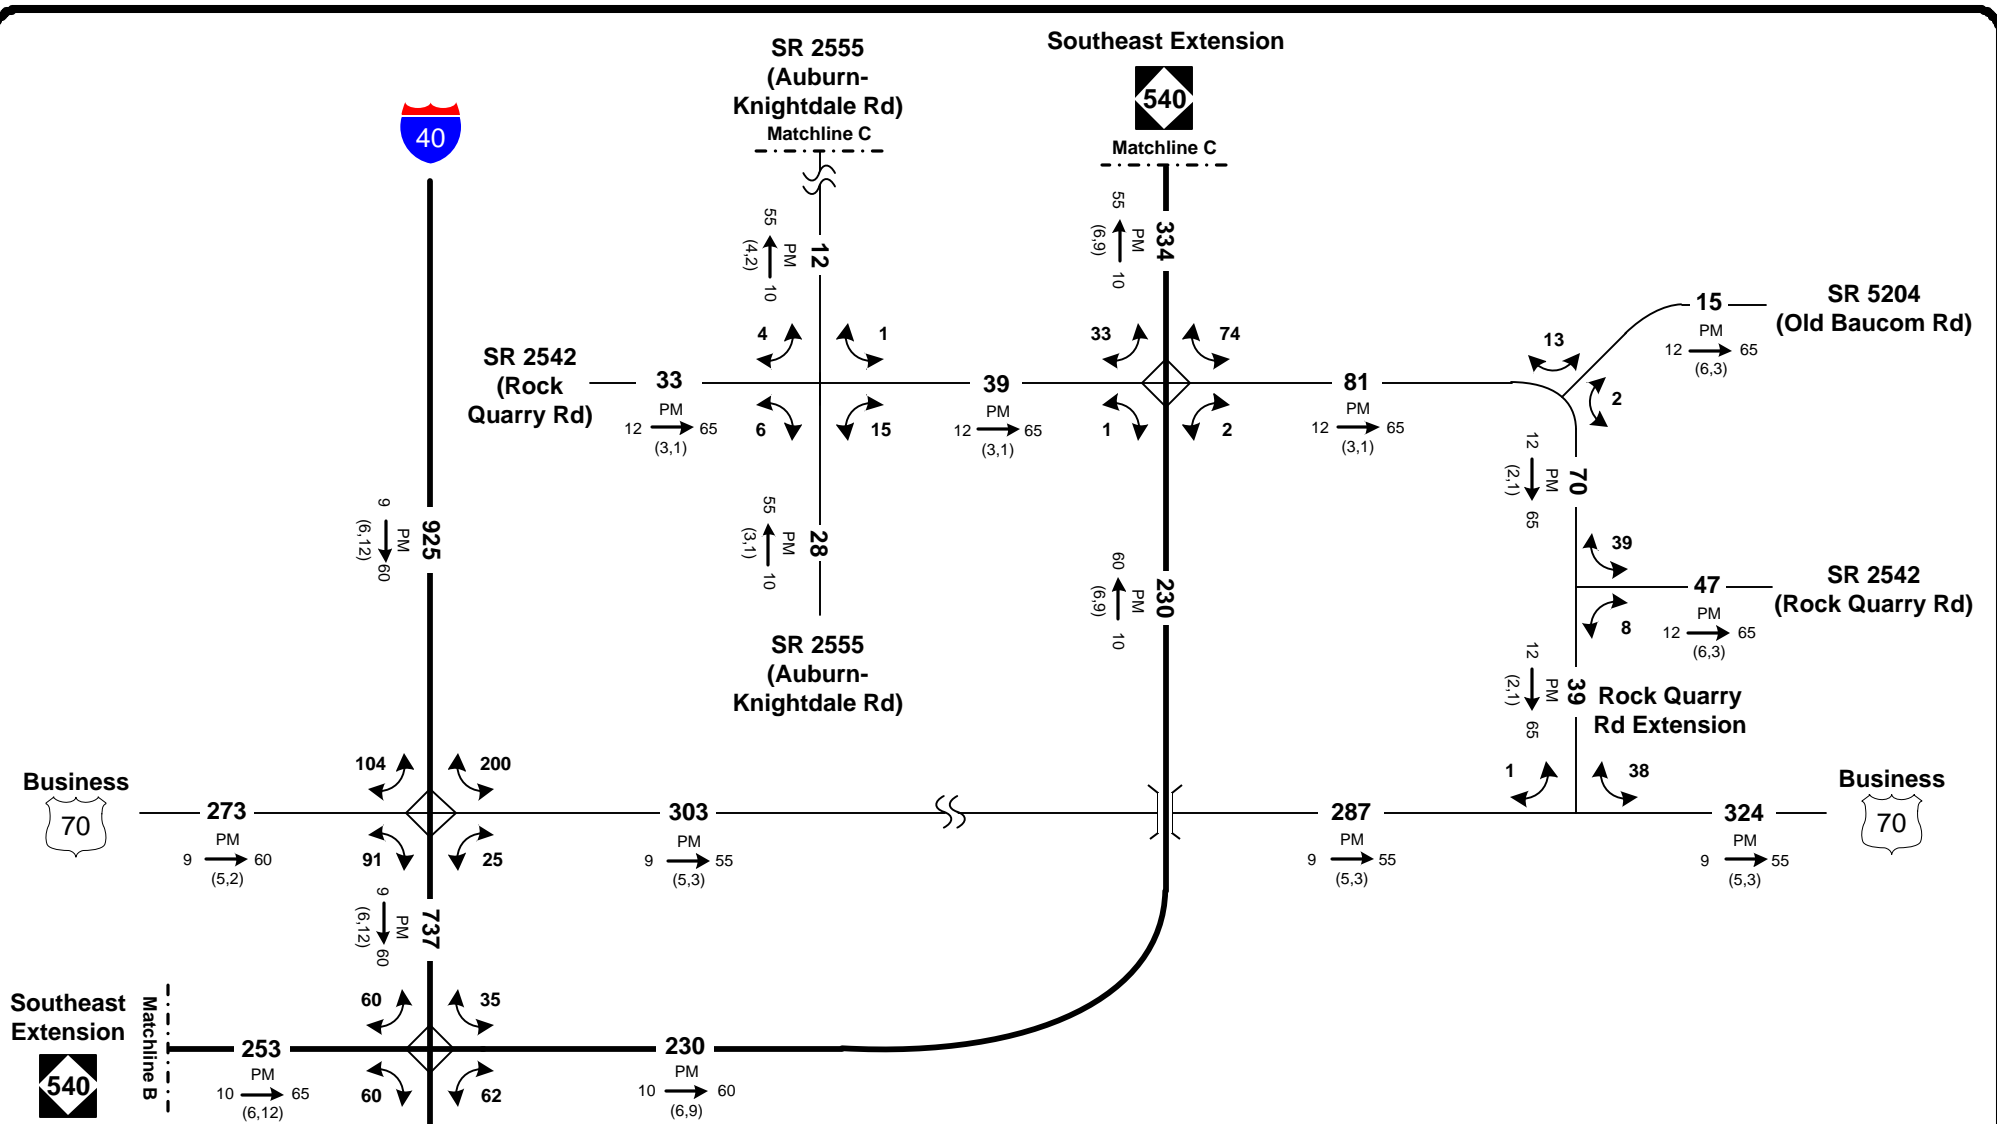 SR 2555
(Auburn-
Knightdale Rd)
Matchline C
Southeast Extension
540
Matchline C
40
55
(4,2)
PM
10
12
55
(6,9)
PM
10
334
SR 5204
(Old Baucom Rd)
15
PM
12 65
(6,3)
SR 2542
(Rock
Quarry Rd)
33
PM
12 65
(3,1)
4
1
6
15
39
PM
12 65
(3,1)
33
74
1
2
81
PM
12 65
(3,1)
13
2
9
(6,12)
PM
60
925
55
(3,1)
PM
10
28
SR 2555
(Auburn-
Knightdale Rd)
60
(6,9)
PM
10
230
12
(2,1)
PM
65
70
39
8
47
PM
12 65
(6,3)
SR 2542
(Rock Quarry Rd)
12
(2,1)
PM
65
39
Rock Quarry
Rd Extension
Business
70
273
PM
9 60
(5,2)
104
200
91
25
303
PM
9 55
(5,3)
287
PM
9 55
(5,3)
1
38
324
PM
9 55
(5,3)
Business
70
9
(6,12)
PM
60
737
Southeast
Extension
540
Matchline B
253
PM
10 65
(6,12)
60
35
60
62
230
PM
10 60
(6,9)